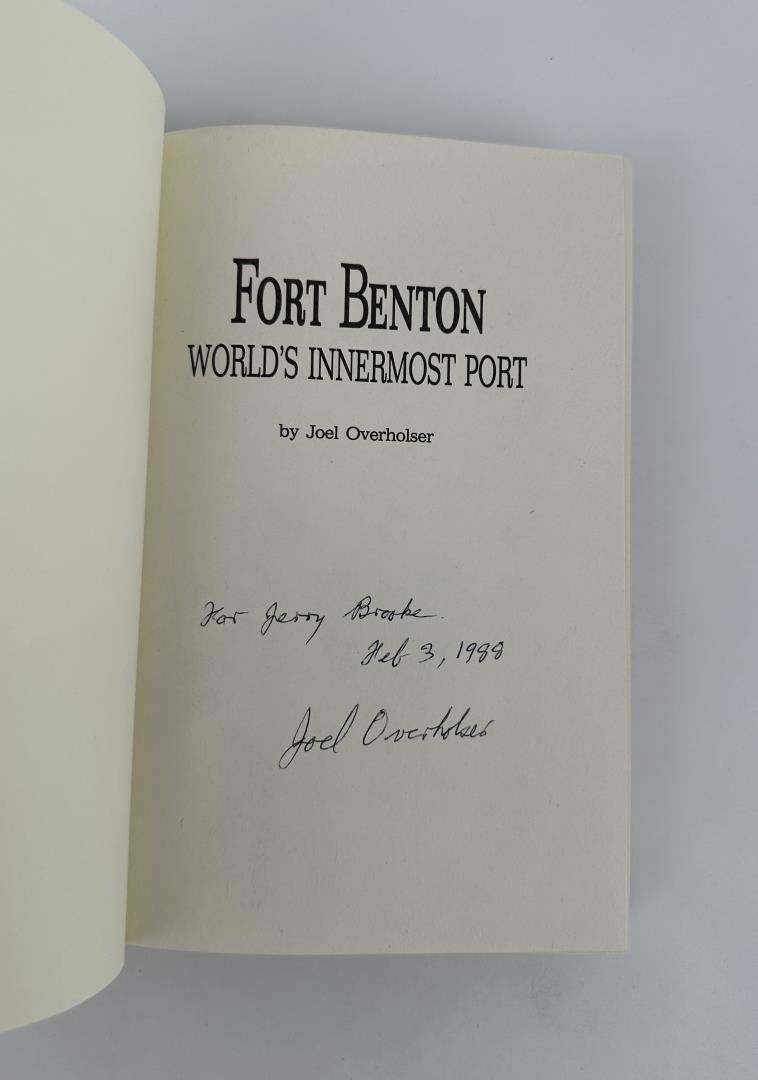 FORT BENTON
WORLD'S INNERMOST PORT
by Joel Overholser
For Jerry Brooke.
Feb 3, 1988
Joel Overholser